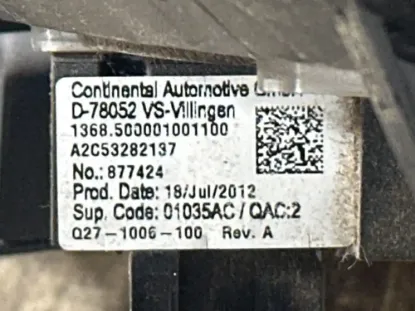 Continental Automotive GmbH
D-78052 VS-Villingen
1368.500001001100
A2C53282137
No.: 877424
Prod. Date: 18/Jul/2012
Sup. Code: 01035AC / QAC:2
Q27-1006-100 Rev. A